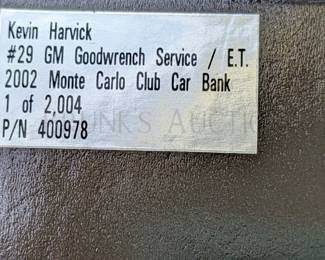 Kevin Harvick
#29 GM Goodwrench Service / E.T.
2002 Monte Carlo Club Car Bank
1 of 2,004
P/N 400978